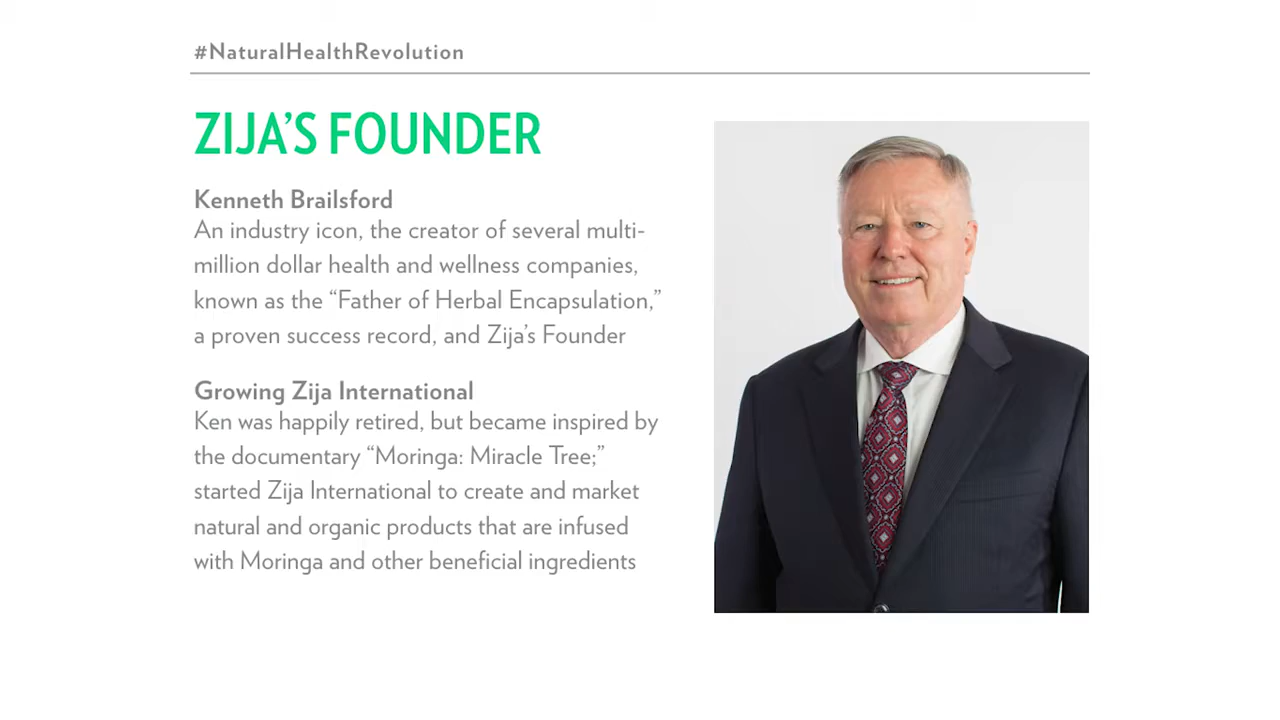 #NaturalHealthRevolution
ZIJA’S FOUNDER
Kenneth Brailsford
An industry icon, the creator of several multi-
million dollar health and wellness companies,
known as the “Father of Herbal Encapsulation,”
a proven success record, and Zija’s Founder
Growing Zija International
Ken was happily retired, but became inspired by
the documentary “Moringa: Miracle Tree;”
started Zija International to create and market
natural and organic products that are infused
with Moringa and other beneficial ingredients